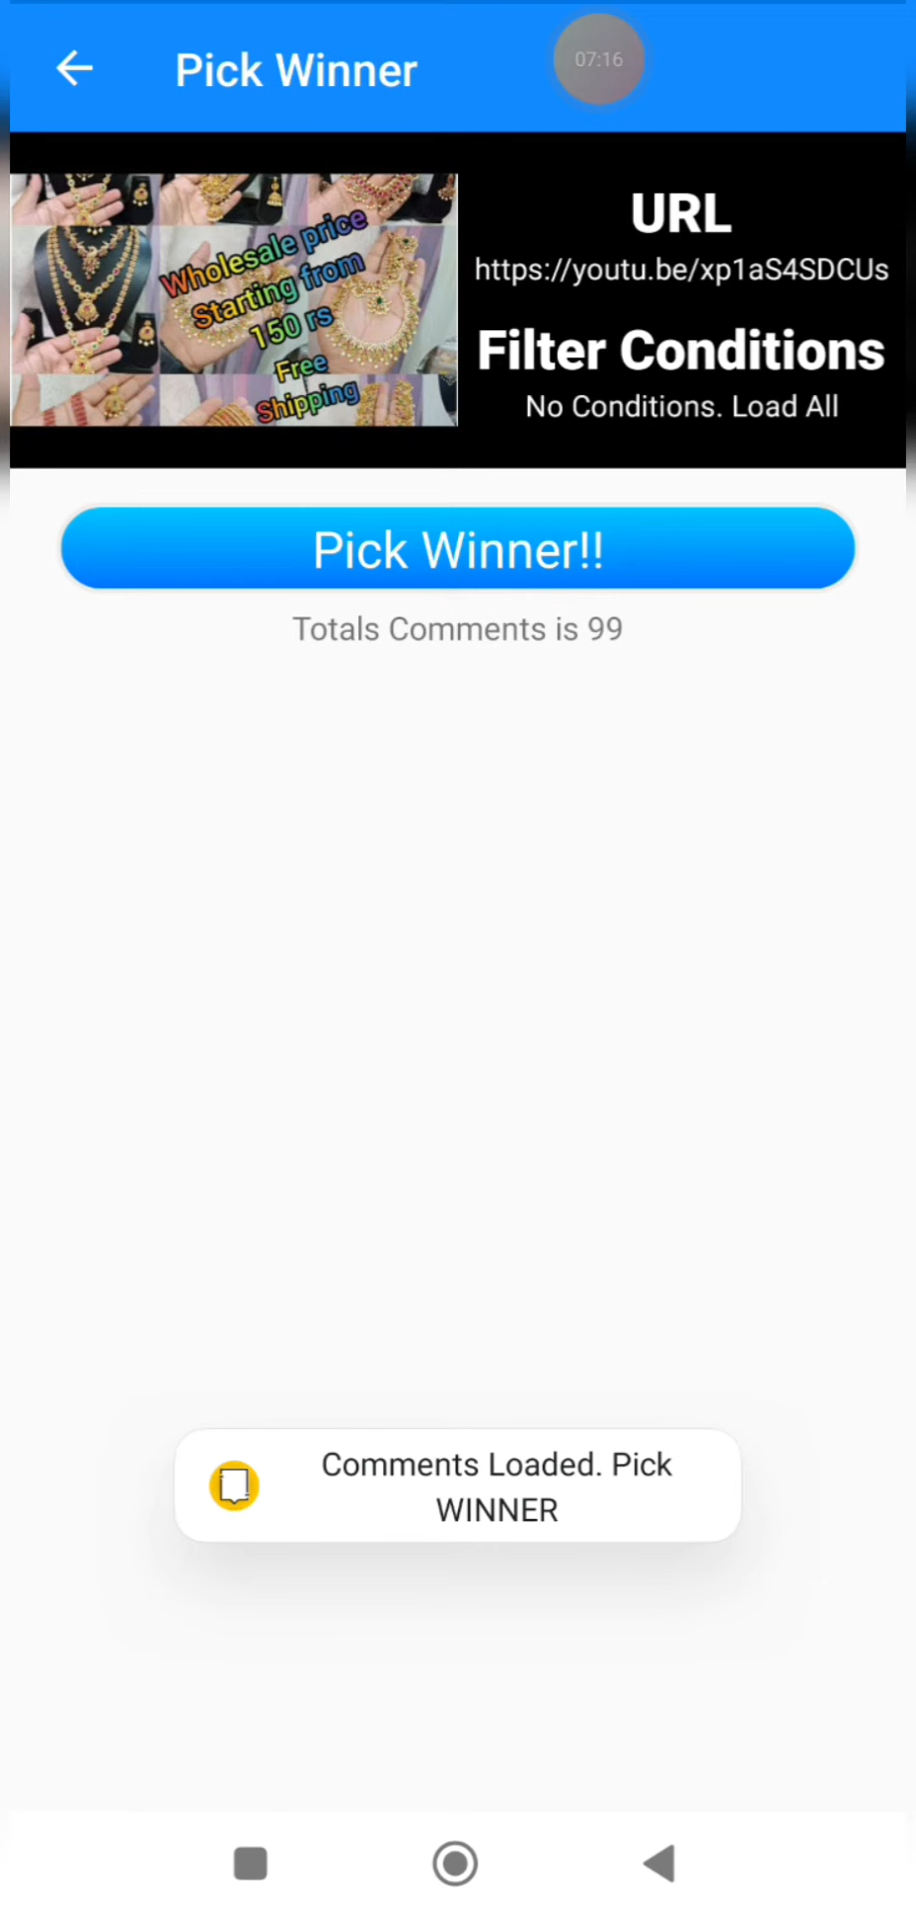 Pick Winner
07:16
Wholesale price
Starting from
150 rs
Free
Shipping
URL
https://youtu.be/xp1aS4SDCUs
Filter Conditions
No Conditions. Load All
Pick Winner!!
Totals Comments is 99
Comments Loaded. Pick
WINNER